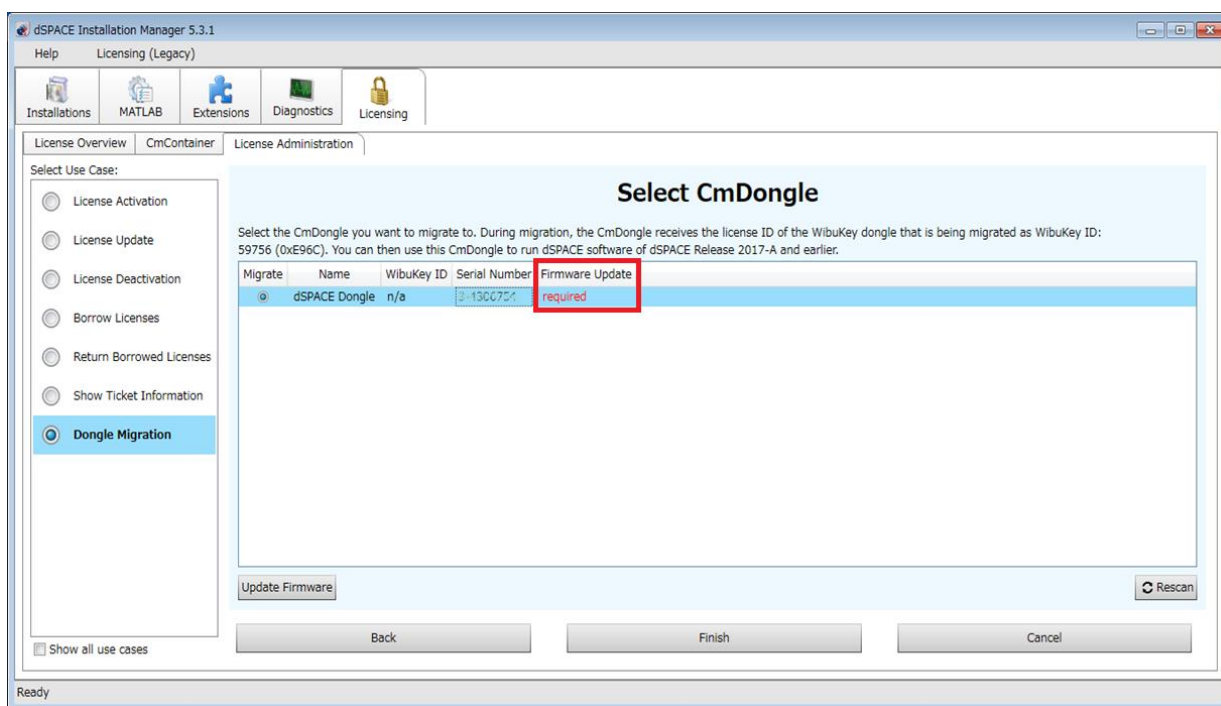 dSPACE Installation Manager 5.3.1
Help Licensing (Legacy)
Installations MATLAB Extensions Diagnostics Licensing
License Overview CmContainer License Administration
Select Use Case:
License Activation
License Update
License Deactivation
Borrow Licenses
Return Borrowed Licenses
Show Ticket Information
Dongle Migration
Show all use cases
Select CmDongle
Select the CmDongle you want to migrate to. During migration, the CmDongle receives the license ID of the WibuKey dongle that is being migrated as WibuKey ID:
59756 (0xE96C). You can then use this CmDongle to run dSPACE software of dSPACE Release 2017-A and earlier.
Migrate Name WibuKey ID Serial Number Firmware Update
dSPACE Dongle n/a required
Update Firmware Rescan
Back Finish Cancel
Ready